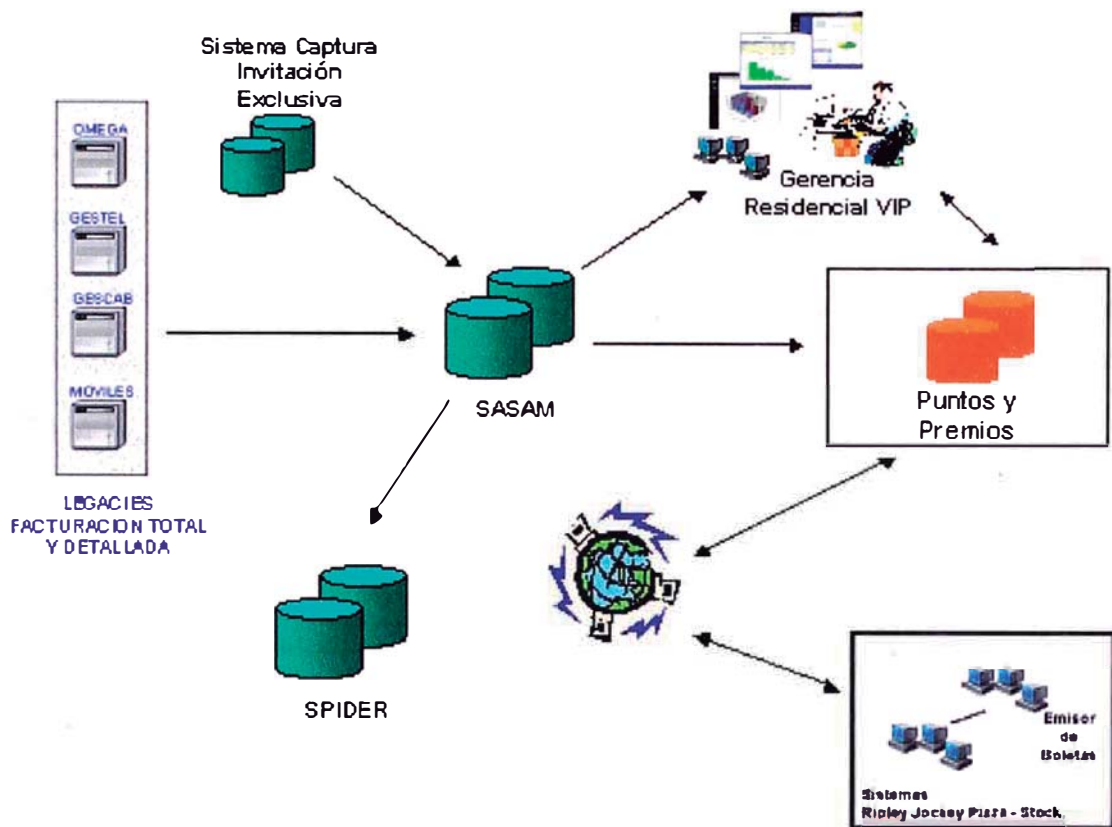 Sistema Captura
Invitación
Exclusiva
OMEGA
GESTEL
GESCAB
MOVILES
LEGACIES
FACTURACION TOTAL
Y DETALLADA
SASAM
SPIDER
Gerencia
Residencial VIP
Puntos y
Premios
Emisor
de
Boletas
Sistemas
Ripley Jockey Plaza - Stock